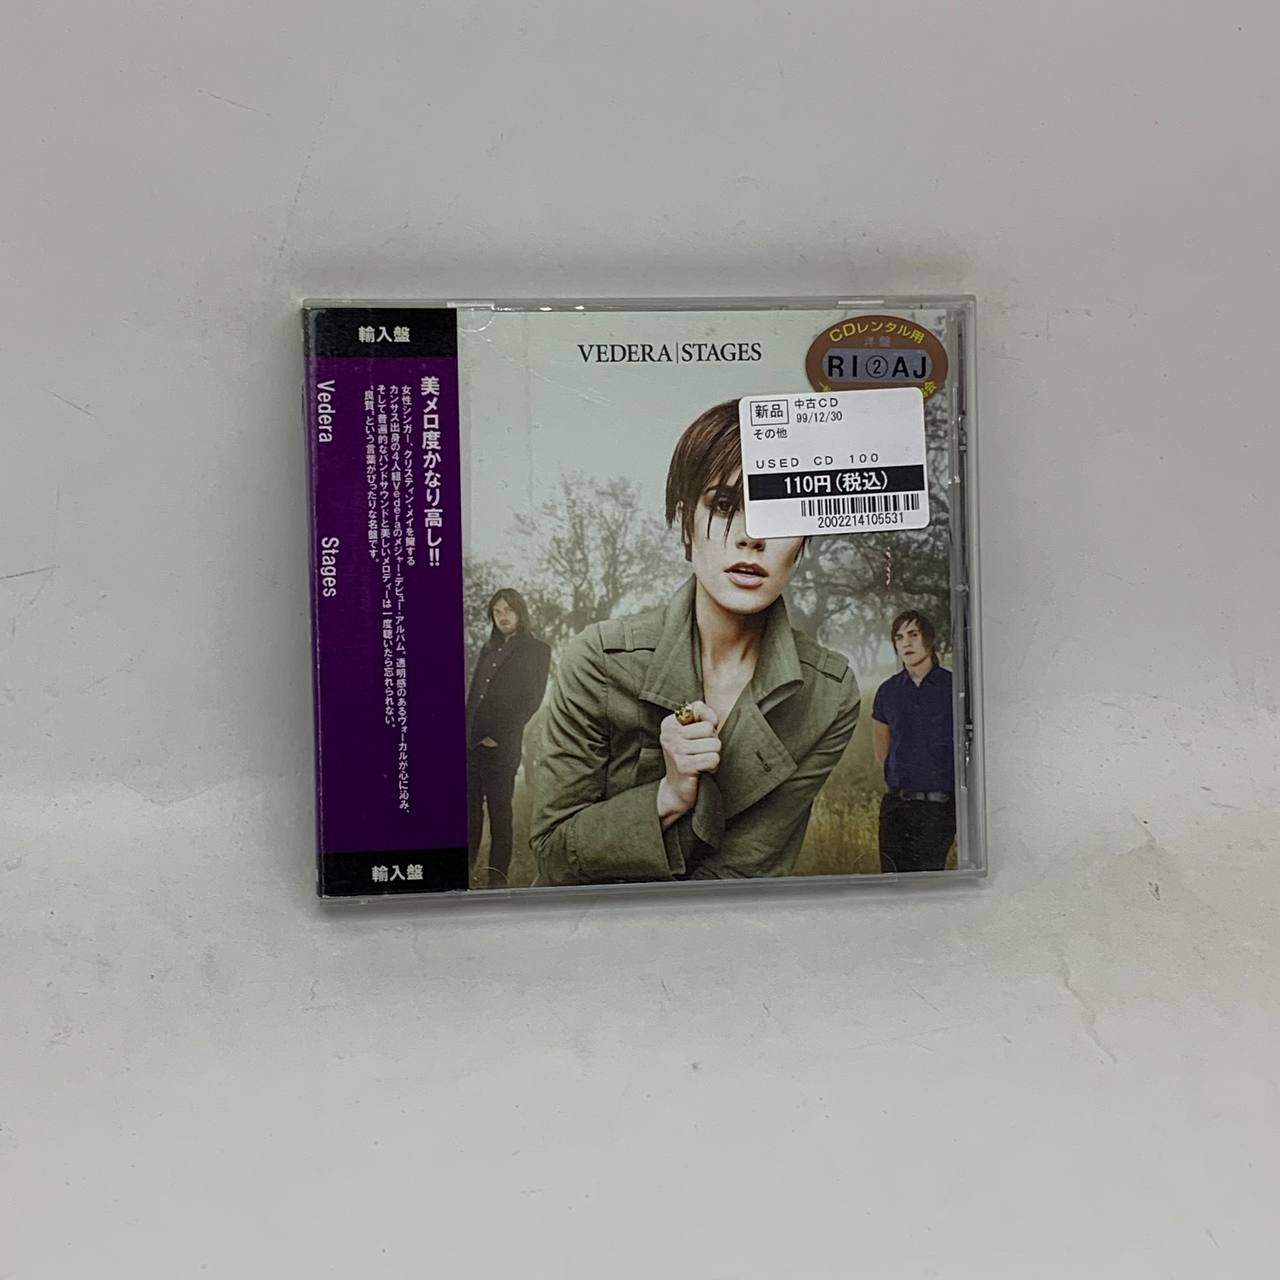 輸入盤
Vedera Stages
美メロ度かなり高し!!
女性シンガー、クリスティン・メイを擁する
カンサス出身の4人組Vederaのメジャー・デビュー・アルバム。透明感のあるヴォーカルが心に沁み、
そして普遍的なバンドサウンドと美しいメロディーは一度聴いたら忘れられない。
“良質”という言葉がぴったりな名盤です。
輸入盤
VEDERA|STAGES
CDレンタル用
洋盤
RI②AJ
新品 中古CD
99/12/30
その他
USED CD 100
110円(税込)
2002214105531